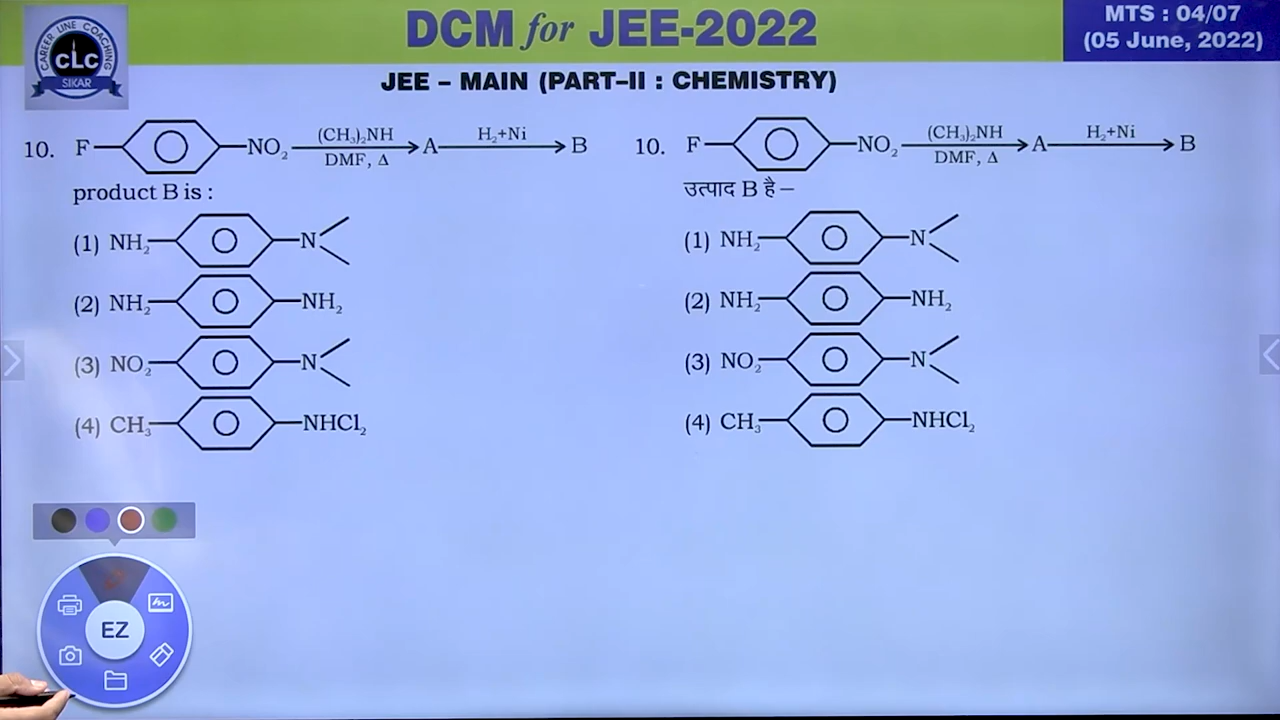 DCM for JEE-2022
MTS : 04/07
(05 June, 2022)
CAREER LINE COACHING
CLC
SIKAR
JEE – MAIN (PART–II : CHEMISTRY)
10. F NO₂ (CH₃)₂NH DMF, Δ A H₂+Ni B
product B is :
(1) NH₂ N
(2) NH₂ NH₂
(3) NO₂ N
(4) CH₃ NHCl₂
10. F NO₂ (CH₃)₂NH DMF, Δ A H₂+Ni B
उत्पाद B है –
(1) NH₂ N
(2) NH₂ NH₂
(3) NO₂ N
(4) CH₃ NHCl₂
EZ